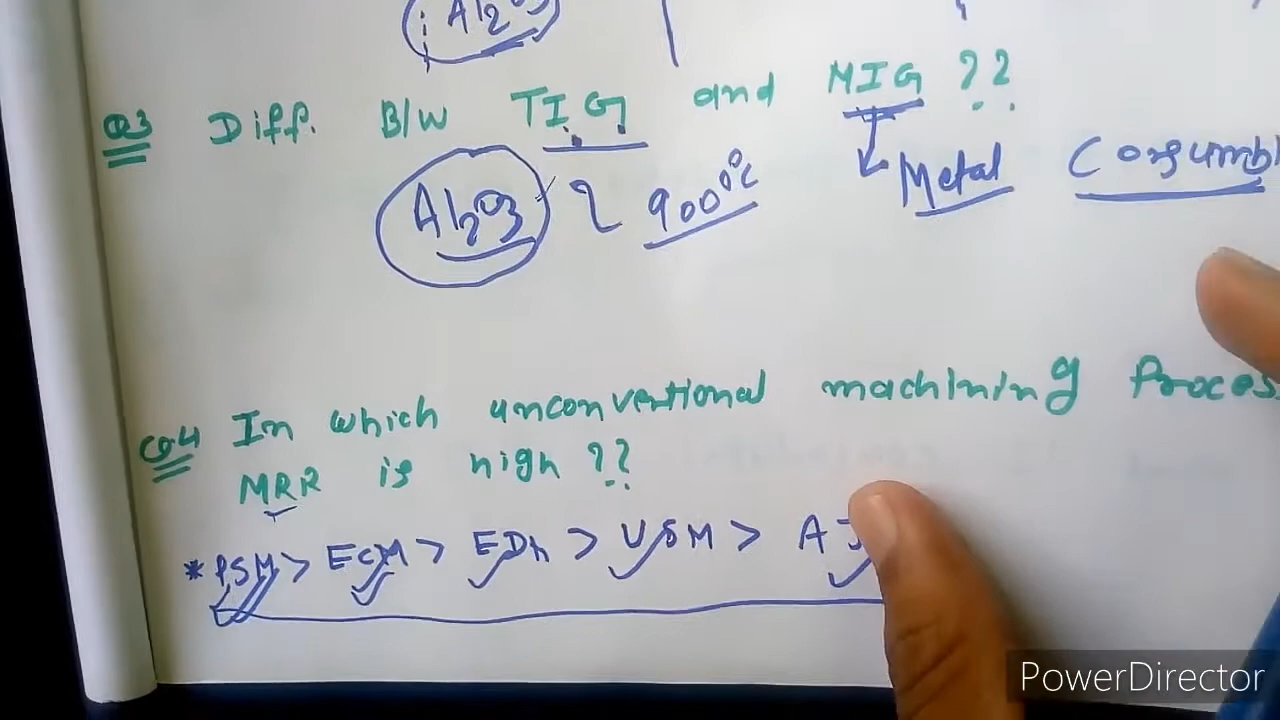 Al2O3
Q3 Diff. B/W TIG and MIG ??
Al2O3 900°C Metal Consumbl
Q4 In which unconventional machining Proces
MRR is high ??
* PSM > ECM > EDM > USM > AJ
PowerDirector